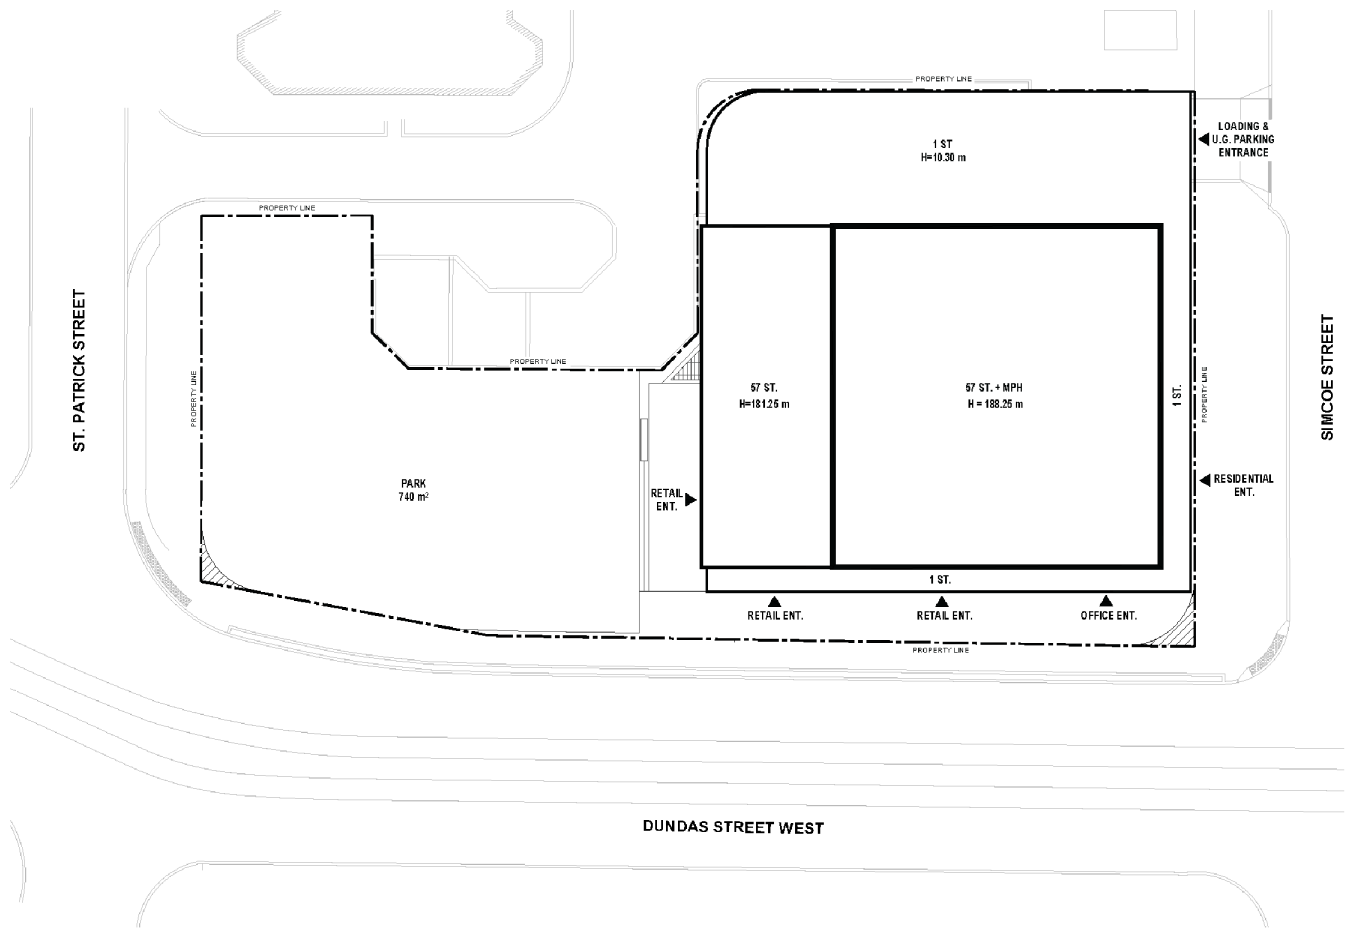 PROPERTY LINE
LOADING &
U.G. PARKING
ENTRANCE
1 ST
H=10.30 m
PROPERTY LINE
ST. PATRICK STREET
PROPERTY LINE
PROPERTY LINE
57 ST.
H=181.25 m
57 ST. + MPH
H = 188.25 m
1 ST.
PROPERTY LINE
SIMCOE STREET
PARK
740 m²
RETAIL
ENT.
RESIDENTIAL
ENT.
1 ST.
RETAIL ENT.
RETAIL ENT.
OFFICE ENT.
PROPERTY LINE
DUNDAS STREET WEST